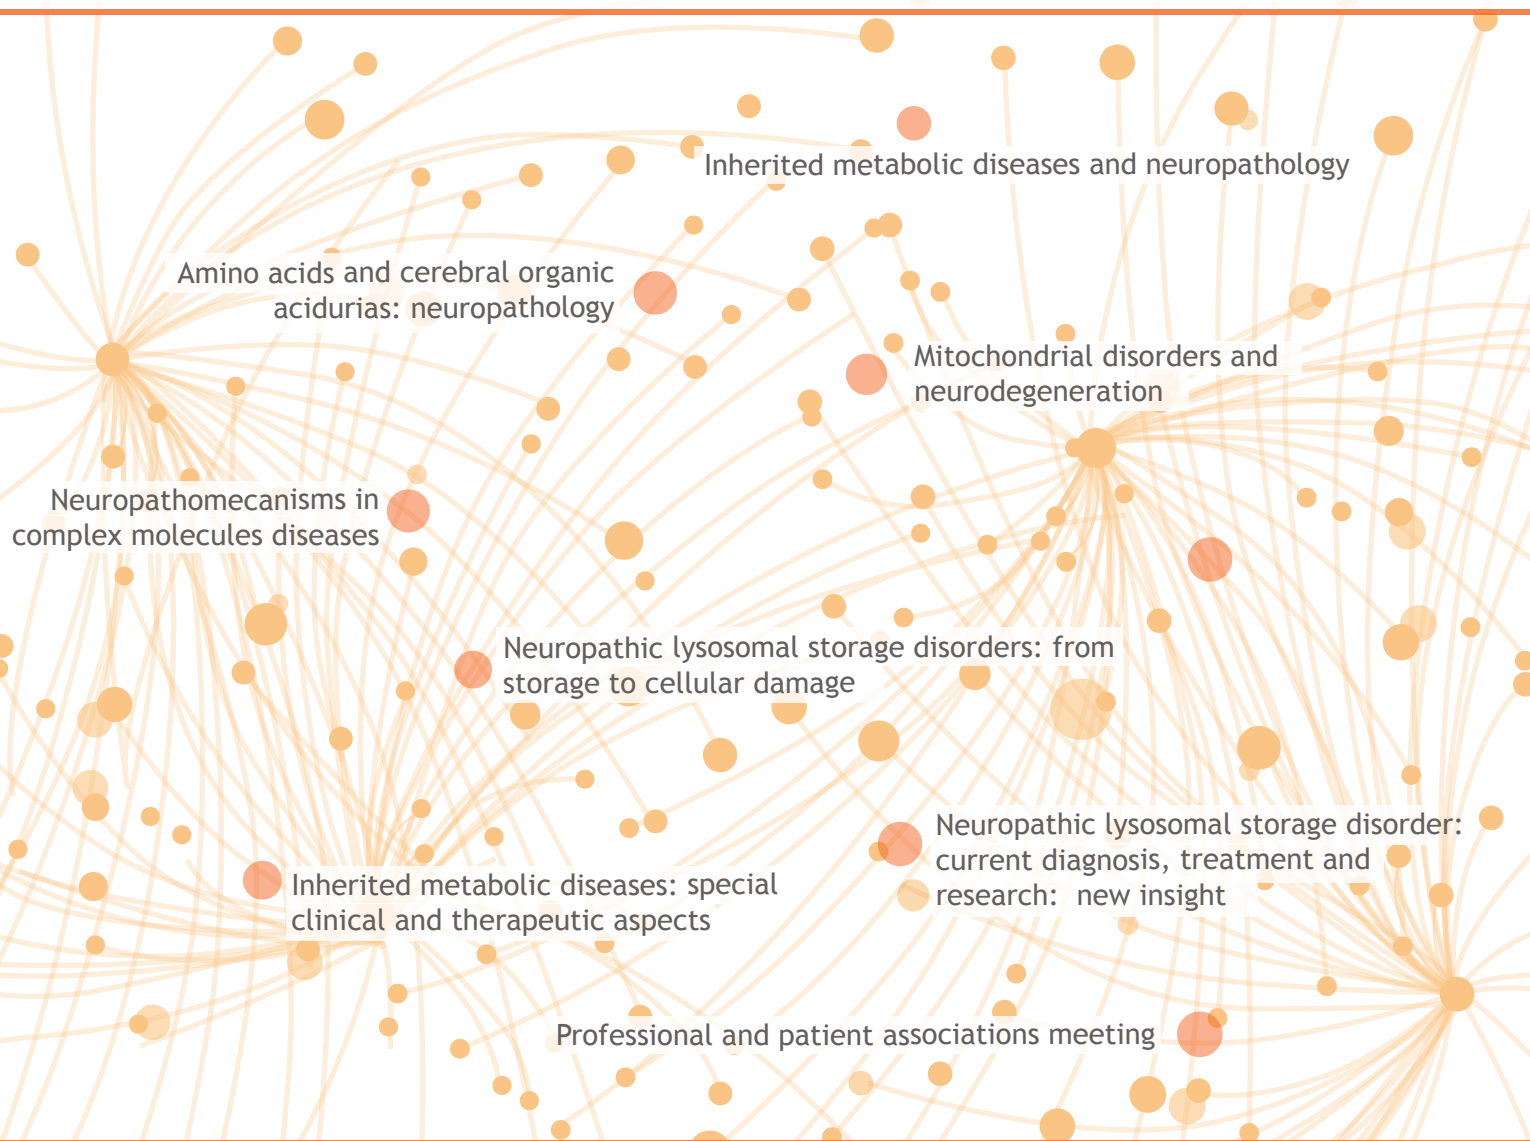 Inherited metabolic diseases and neuropathology
Amino acids and cerebral organic
acidurias: neuropathology
Mitochondrial disorders and
neurodegeneration
Neuropathomecanisms in
complex molecules diseases
Neuropathic lysosomal storage disorders: from
storage to cellular damage
Neuropathic lysosomal storage disorder:
current diagnosis, treatment and
research: new insight
Inherited metabolic diseases: special
clinical and therapeutic aspects
Professional and patient associations meeting